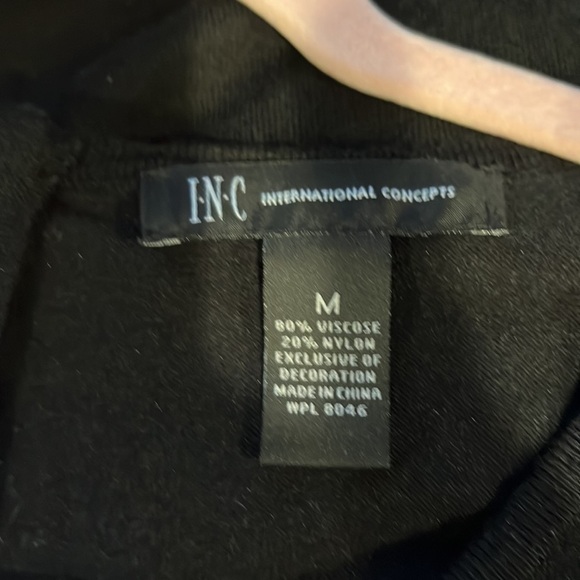 I·N·C INTERNATIONAL CONCEPTS
M
80% VISCOSE
20% NYLON
EXCLUSIVE OF
DECORATION
MADE IN CHINA
WPL 8046